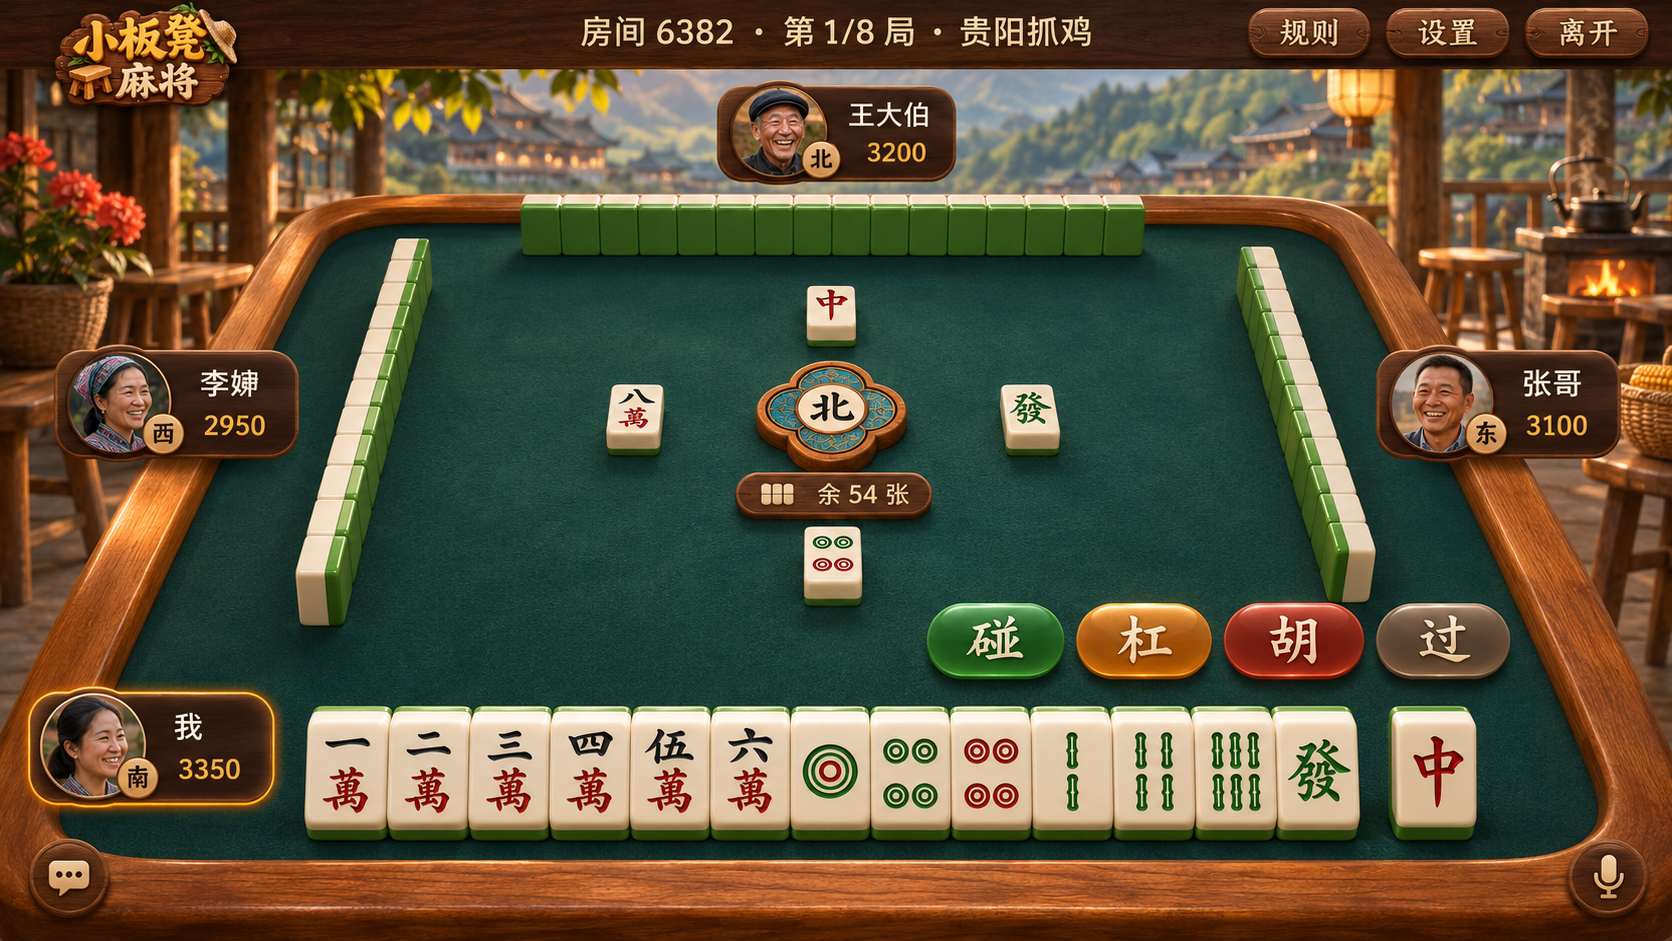 小板凳
麻将
房间 6382 · 第 1/8 局 · 贵阳抓鸡
规则
设置
离开
王大伯
北
3200
李婶
西
2950
张哥
东
3100
中
八萬
北
發
余 54 张
碰
杠
胡
过
我
南
3350
一萬
二萬
三萬
四萬
伍萬
六萬
發
中